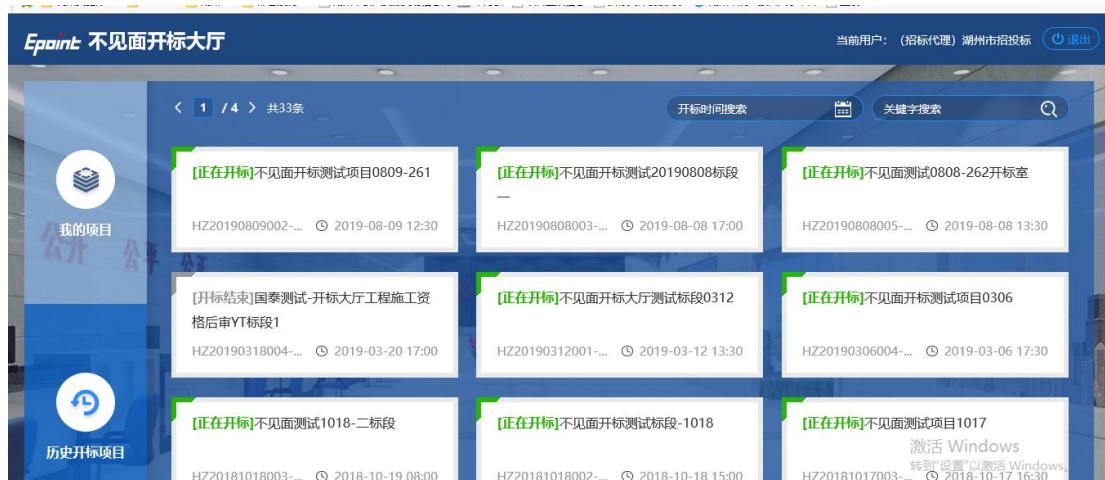 Epoint 不见面开标大厅
当前用户： (招标代理) 湖州市招投标
退出
< 1 / 4 > 共33条
开标时间搜索
关键字搜索
我的项目
历史开标项目
公开 公平
[正在开标]不见面开标测试项目0809-261
HZ20190809002-... 2019-08-09 12:30
[正在开标]不见面开标测试20190808标段
一
HZ20190808003-... 2019-08-08 17:00
[正在开标]不见面测试0808-262开标室
HZ20190808005-... 2019-08-08 13:30
[开标结束]国泰测试-开标大厅工程施工资
格后审YT标段1
HZ20190318004-... 2019-03-20 17:00
[正在开标]不见面开标大厅测试标段0312
HZ20190312001-... 2019-03-12 13:30
[正在开标]不见面开标测试项目0306
HZ20190306004-... 2019-03-06 17:30
[正在开标]不见面测试1018-二标段
HZ20181018003-... 2018-10-19 08:00
[正在开标]不见面开标测试标段-1018
HZ20181018002-... 2018-10-18 15:00
[正在开标]不见面测试项目1017
HZ20181017003-... 2018-10-17 16:30
激活 Windows
转到"设置"以激活 Windows。